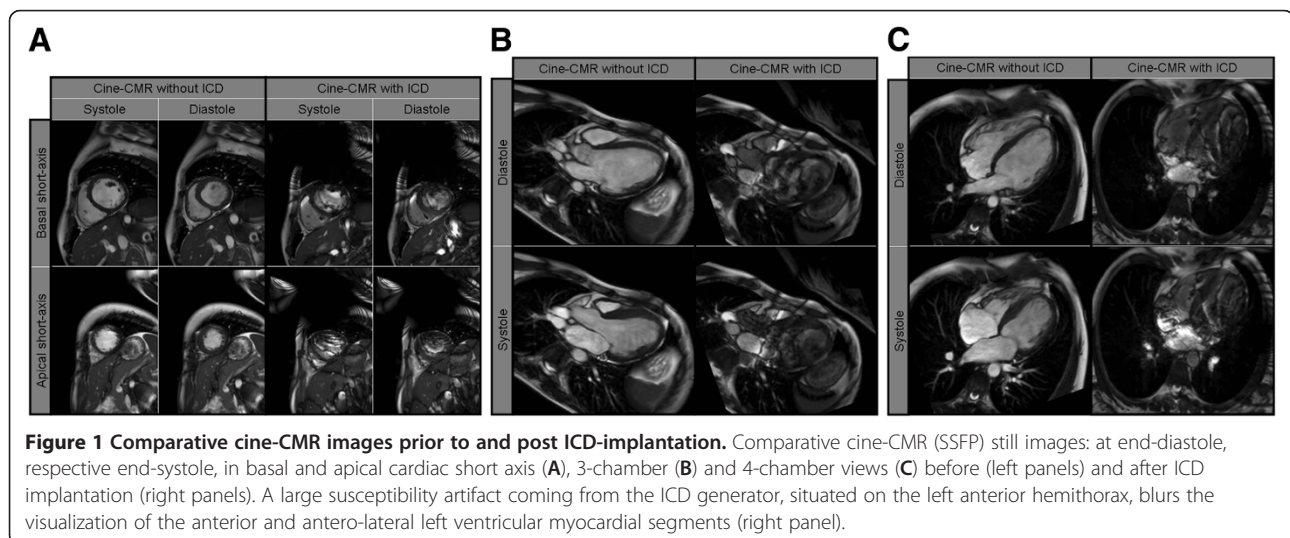 A
Cine-CMR without ICD
Cine-CMR with ICD
Systole
Diastole
Systole
Diastole
Basal short-axis
Apical short-axis
B
Cine-CMR without ICD
Cine-CMR with ICD
Diastole
Systole
C
Cine-CMR without ICD
Cine-CMR with ICD
Diastole
Systole
Figure 1 Comparative cine-CMR images prior to and post ICD-implantation. Comparative cine-CMR (SSFP) still images: at end-diastole,
respective end-systole, in basal and apical cardiac short axis (A), 3-chamber (B) and 4-chamber views (C) before (left panels) and after ICD
implantation (right panels). A large susceptibility artifact coming from the ICD generator, situated on the left anterior hemithorax, blurs the
visualization of the anterior and antero-lateral left ventricular myocardial segments (right panel).